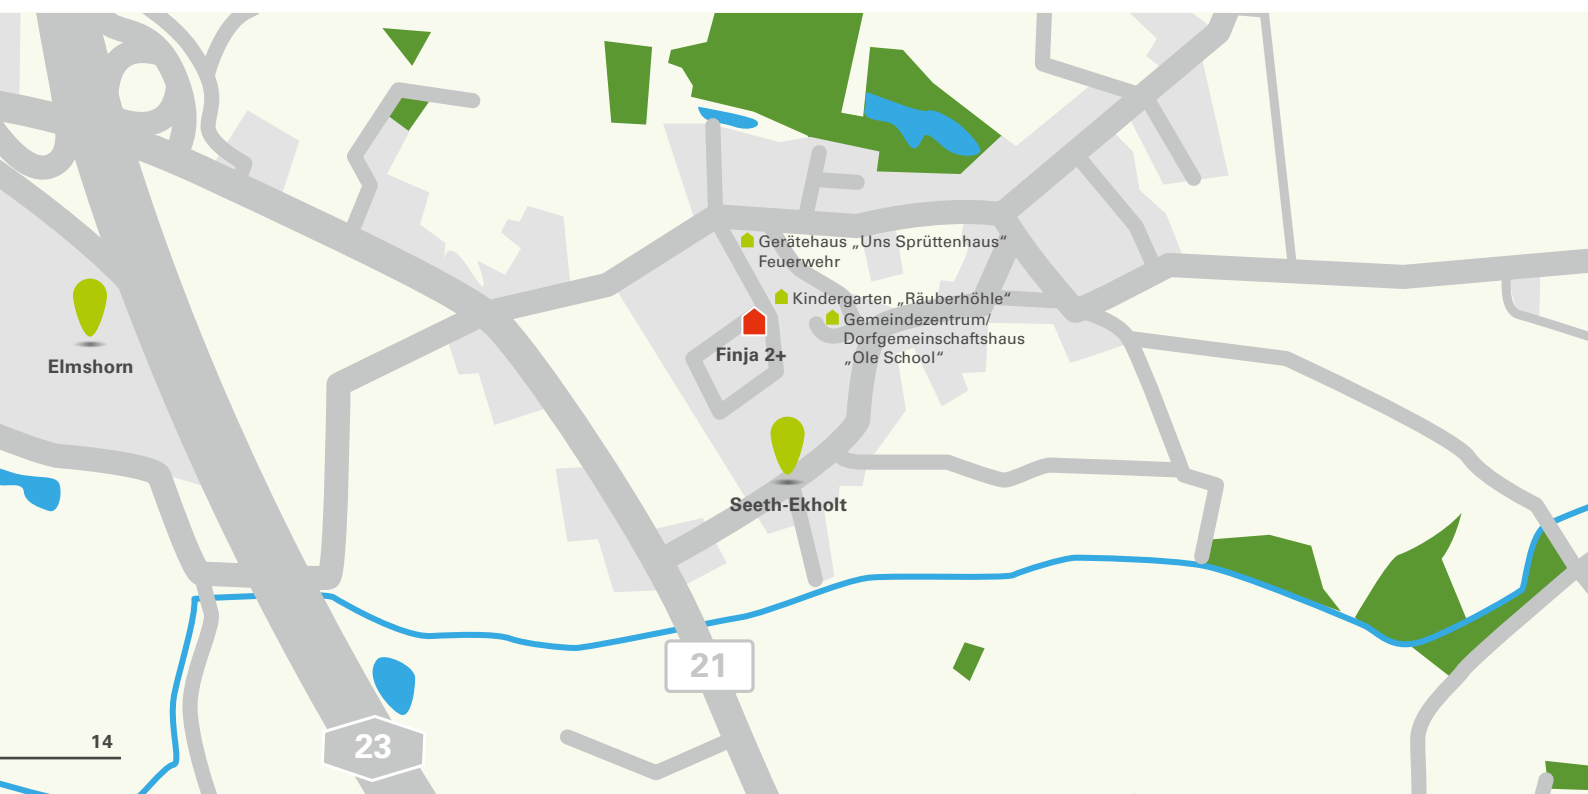 Gerätehaus „Uns Sprüttenhaus“
Feuerwehr
Kindergarten „Räuberhöhle“
Gemeindezentrum/
Dorfgemeinschaftshaus
„Ole School“
Finja 2+
Elmshorn
Seeth-Ekholt
21
23
14